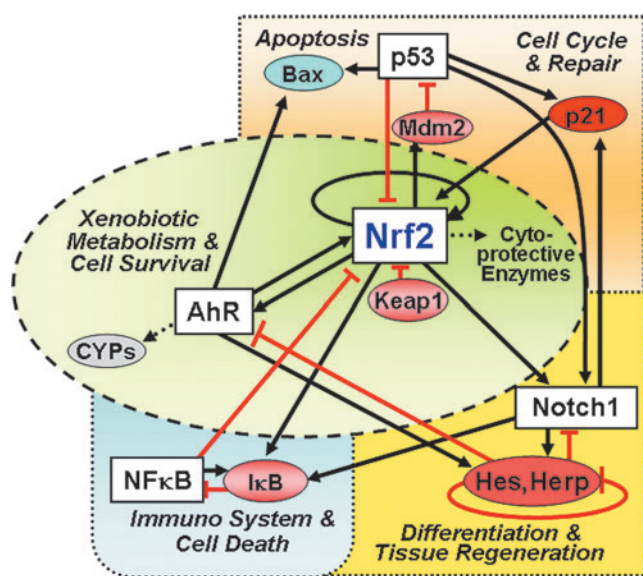 Apoptosis
p53
Cell Cycle
& Repair
Bax
Mdm2
p21
Xenobiotic
Metabolism &
Cell Survival
Nrf2
Cyto-
protective
Enzymes
Keap1
AhR
CYPs
Notch1
NFκB
IκB
Hes,Herp
Immuno System &
Cell Death
Differentiation &
Tissue Regeneration